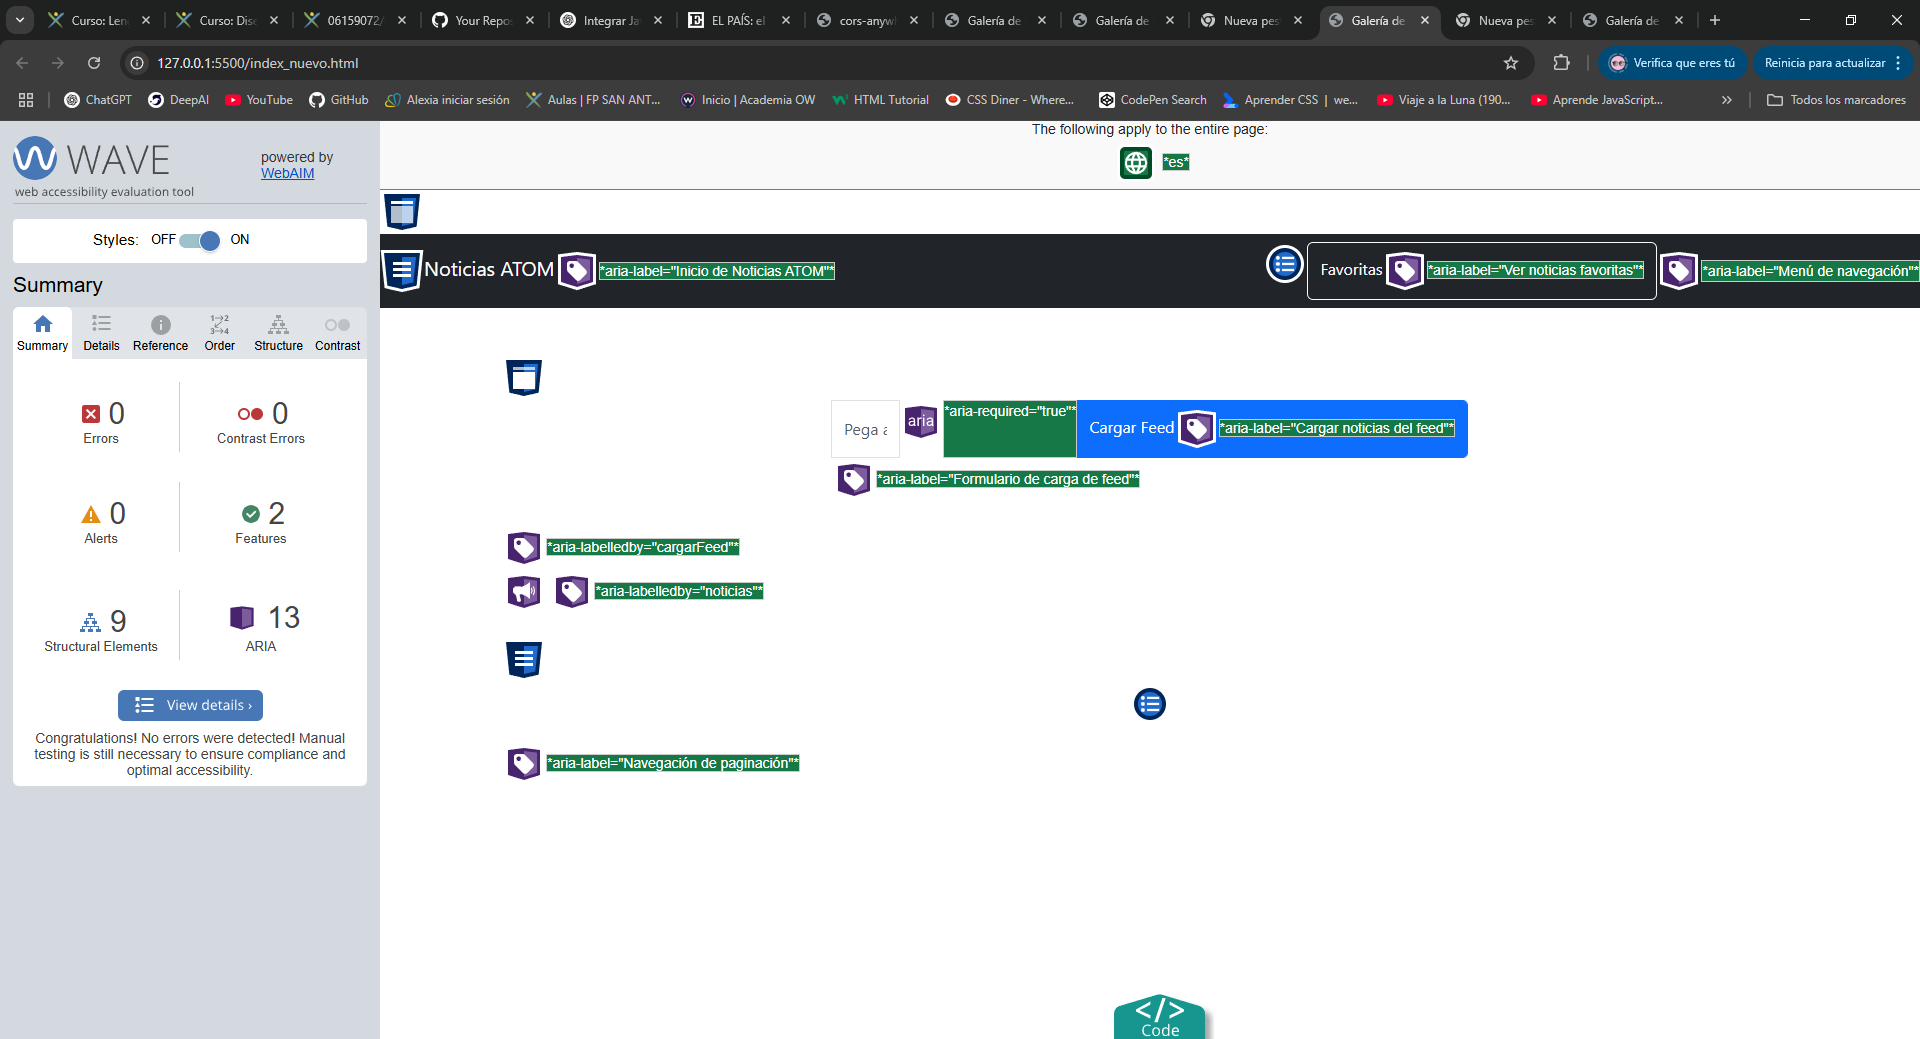 Curso: Len
Curso: Dise
06159072/
Your Repos
Integrar Ja
EL PAÍS: el
cors-anywh
Galería de
Galería de
Nueva pes
Galería de
Nueva pes
Galería de
127.0.0.1:5500/index_nuevo.html
Verifica que eres tú
Reinicia para actualizar
ChatGPT
DeepAI
YouTube
GitHub
Alexia iniciar sesión
Aulas | FP SAN ANT...
Inicio | Academia OW
HTML Tutorial
CSS Diner - Where...
CodePen Search
Aprender CSS | we...
Viaje a la Luna (190...
Aprende JavaScript...
Todos los marcadores
WAVE
web accessibility evaluation tool
powered by
WebAIM
Styles: OFF ON
Summary
Summary
Details
Reference
1→2
3→4
Order
Structure
Contrast
0
Errors
0
Contrast Errors
0
Alerts
2
Features
9
Structural Elements
13
ARIA
View details ›
Congratulations! No errors were detected! Manual
testing is still necessary to ensure compliance and
optimal accessibility.
The following apply to the entire page:
*es*
Noticias ATOM
*aria-label="Inicio de Noticias ATOM"*
Favoritas
*aria-label="Ver noticias favoritas"*
*aria-label="Menú de navegación"*
Pega a
aria
*aria-required="true"*
Cargar Feed
*aria-label="Cargar noticias del feed"*
*aria-label="Formulario de carga de feed"*
*aria-labelledby="cargarFeed"*
*aria-labelledby="noticias"*
*aria-label="Navegación de paginación"*
</>
Code